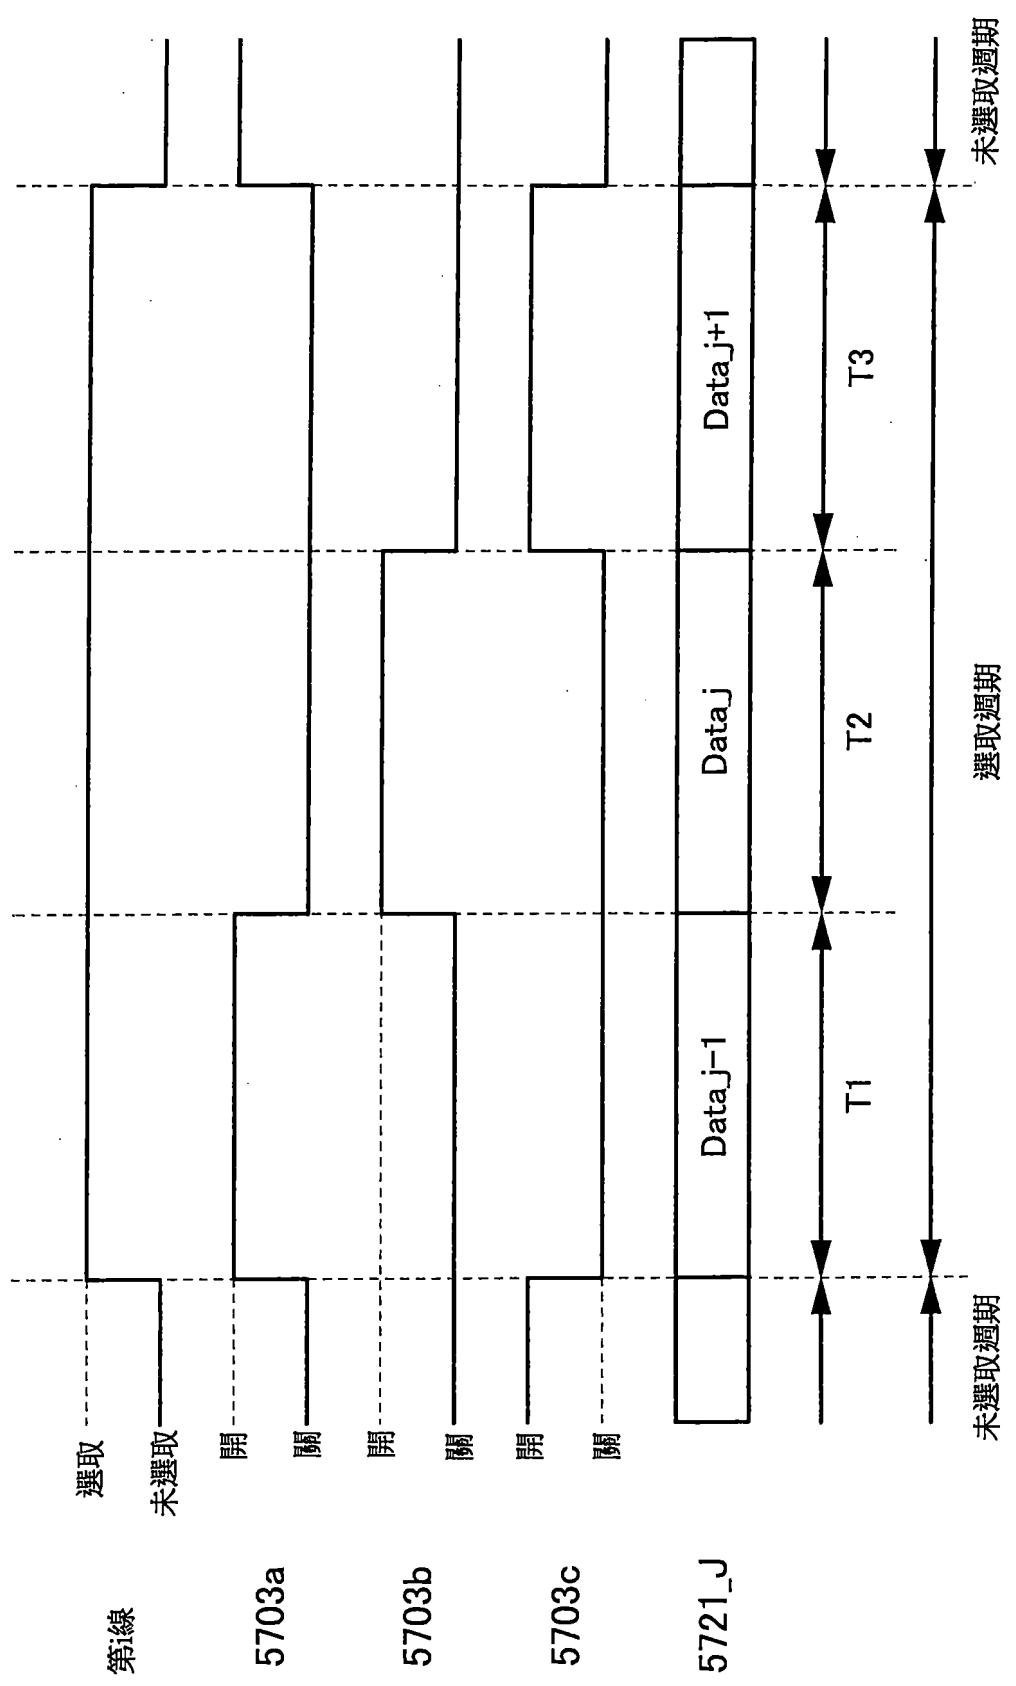 第i線
選取
未選取
5703a
開
關
5703b
開
關
5703c
開
關
5721_J
Data_j-1
Data_j
Data_j+1
T1
T2
T3
未選取週期
選取週期
未選取週期